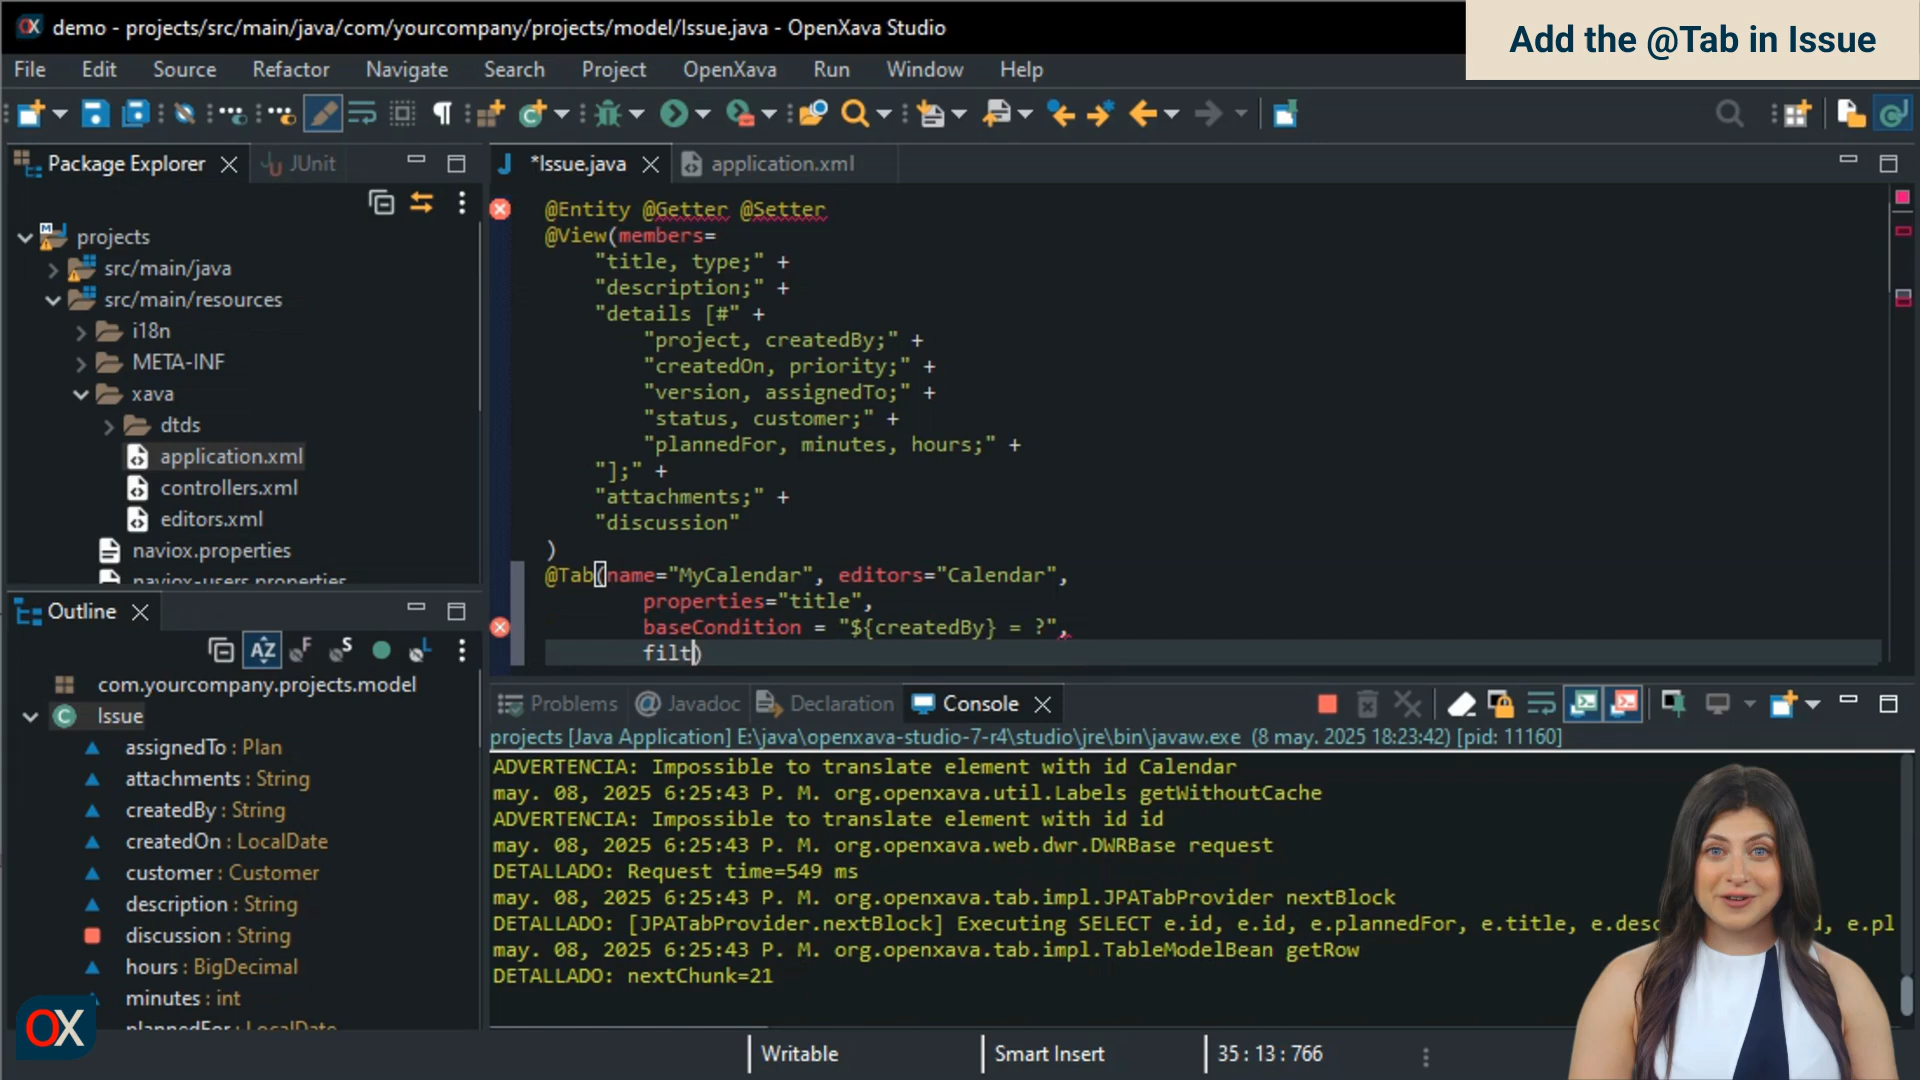 demo - projects/src/main/java/com/yourcompany/projects/model/Issue.java - OpenXava Studio
Add the @Tab in Issue
File Edit Source Refactor Navigate Search Project OpenXava Run Window Help
Package Explorer
JUnit
projects
src/main/java
src/main/resources
i18n
META-INF
xava
dtds
application.xml
controllers.xml
editors.xml
naviox.properties
naviox-users.properties
*Issue.java
application.xml
@Entity @Getter @Setter
@View(members=
"title, type;" +
"description;" +
"details [#" +
"project, createdBy;" +
"createdOn, priority;" +
"version, assignedTo;" +
"status, customer;" +
"plannedFor, minutes, hours;" +
"];" +
"attachments;" +
"discussion"
)
@Tab(name="MyCalendar", editors="Calendar",
properties="title",
baseCondition = "${createdBy} = ?",
filt)
Outline
com.yourcompany.projects.model
Issue
assignedTo : Plan
attachments : String
createdBy : String
createdOn : LocalDate
customer : Customer
description : String
discussion : String
hours : BigDecimal
minutes : int
plannedFor : LocalDate
Problems Javadoc Declaration Console
projects [Java Application] E:\java\openxava-studio-7-r4\studio\jre\bin\javaw.exe (8 may. 2025 18:23:42) [pid: 11160]
ADVERTENCIA: Impossible to translate element with id Calendar
may. 08, 2025 6:25:43 P. M. org.openxava.util.Labels getWithoutCache
ADVERTENCIA: Impossible to translate element with id id
may. 08, 2025 6:25:43 P. M. org.openxava.web.dwr.DWRBase request
DETALLADO: Request time=549 ms
may. 08, 2025 6:25:43 P. M. org.openxava.tab.impl.JPATabProvider nextBlock
DETALLADO: [JPATabProvider.nextBlock] Executing SELECT e.id, e.id, e.plannedFor, e.title, e.desc d, e.pl
may. 08, 2025 6:25:43 P. M. org.openxava.tab.impl.TableModelBean getRow
DETALLADO: nextChunk=21
OX
Writable
Smart Insert
35 : 13 : 766